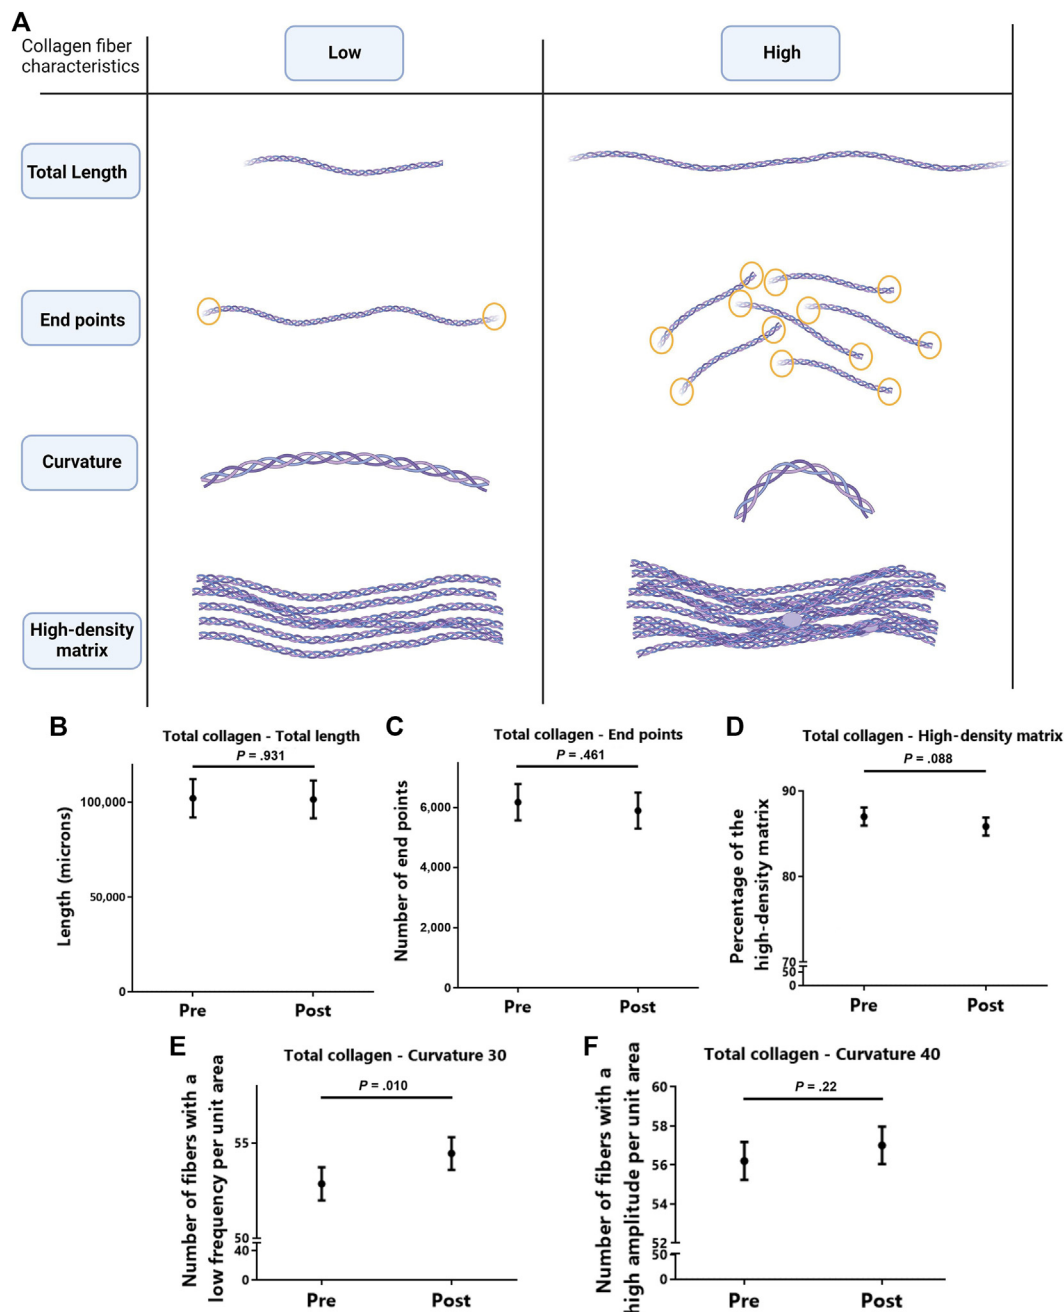 A
Collagen fiber
characteristics
Low
High
Total Length
End points
Curvature
High-density
matrix
B
Total collagen - Total length
P = .931
Length (microns)
100,000
50,000
0
Pre
Post
C
Total collagen - End points
P = .461
Number of end points
6,000
4,000
2,000
0
Pre
Post
D
Total collagen - High-density matrix
P = .088
Percentage of the
high-density matrix
90
80
70
50
0
Pre
Post
E
Total collagen - Curvature 30
P = .010
Number of fibers with a
low frequency per unit area
55
50
40
0
Pre
Post
F
Total collagen - Curvature 40
P = .22
Number of fibers with a
high amplitude per unit area
60
58
56
54
52
50
0
Pre
Post